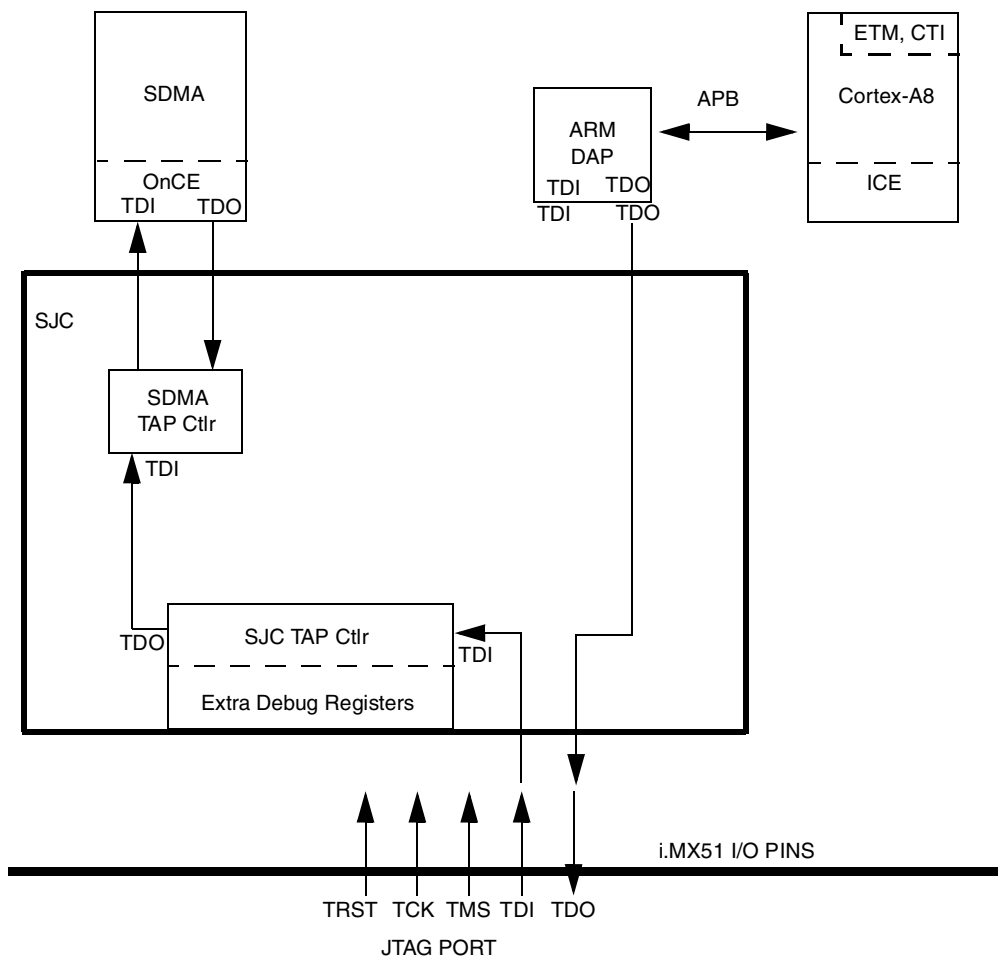 ETM, CTI
SDMA
Cortex-A8
APB
ARM
DAP
OnCE
ICE
TDI TDO
TDI TDO
TDI TDO
SJC
SDMA
TAP Ctlr
TDI
TDO
SJC TAP Ctlr
TDI
Extra Debug Registers
i.MX51 I/O PINS
TRST TCK TMS TDI TDO
JTAG PORT